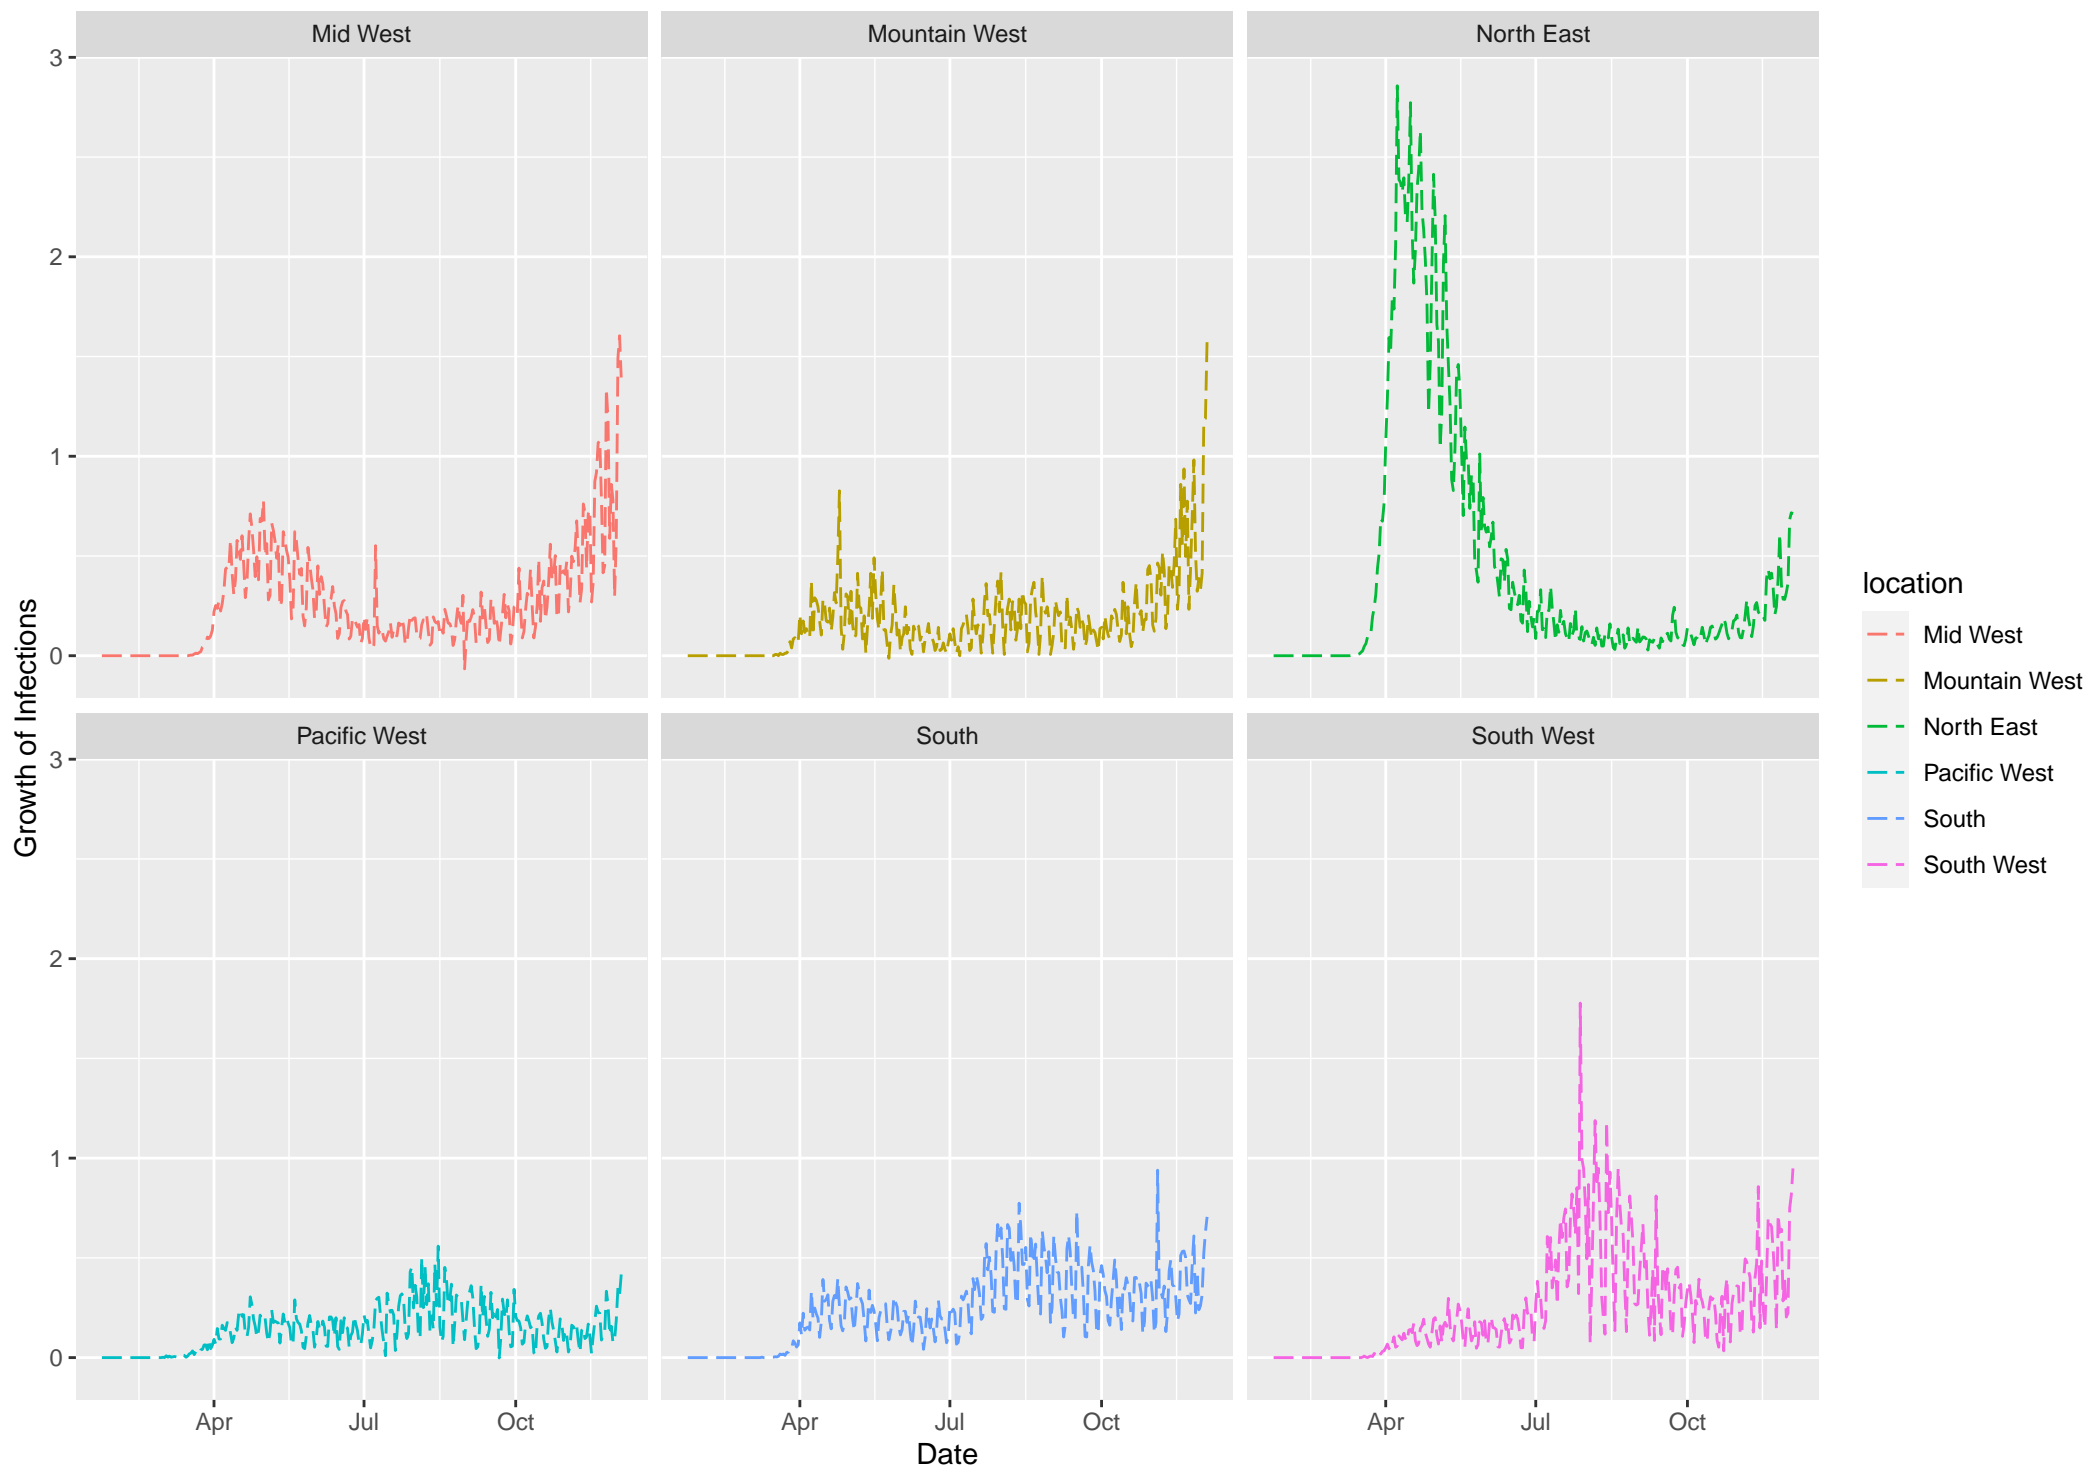 Mid West
Mountain West
North East
3
2
1
0
Pacific West
South
South West
3
2
1
0
Apr
Jul
Oct
Apr
Jul
Oct
Apr
Jul
Oct
Date
Growth of Infections
location
Mid West
Mountain West
North East
Pacific West
South
South West